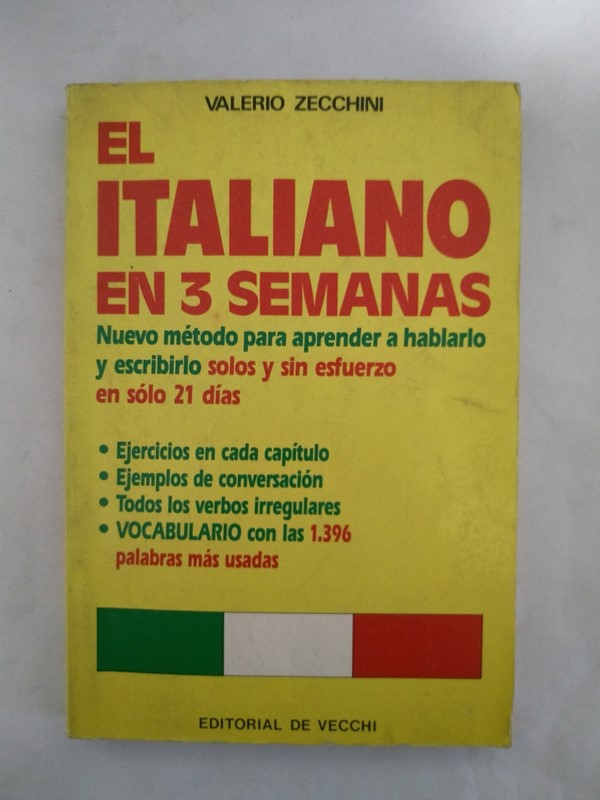 VALERIO ZECCHINI
EL
ITALIANO
EN 3 SEMANAS
Nuevo método para aprender a hablarlo
y escribirlo solos y sin esfuerzo
en sólo 21 días
• Ejercicios en cada capítulo
• Ejemplos de conversación
• Todos los verbos irregulares
• VOCABULARIO con las 1.396
palabras más usadas
EDITORIAL DE VECCHI